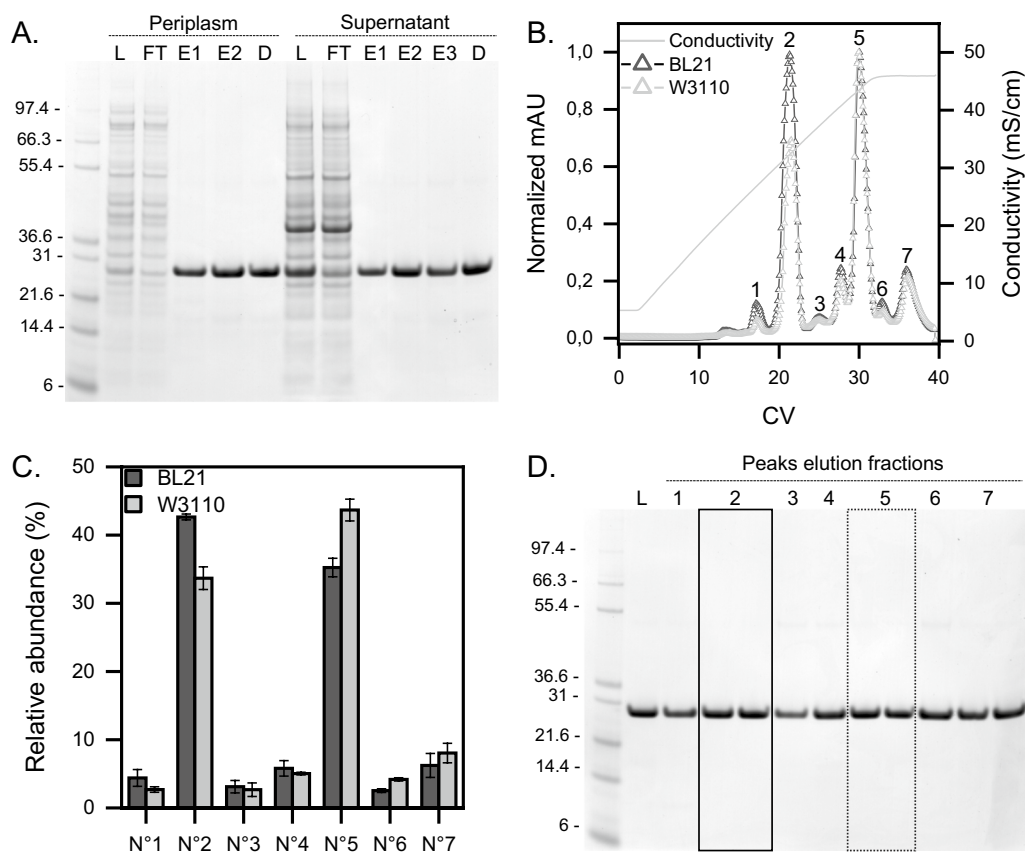 A.
Periplasm
Supernatant
L FT E1 E2 D L FT E1 E2 E3 D
97.4 -
66.3 -
55.4 -
36.6 -
31 -
21.6 -
14.4 -
6 -
B.
Conductivity
BL21
W3110
1,0
0,8
0,6
0,4
0,2
0,0
Normalized mAU
50
40
30
20
10
0
Conductivity (mS/cm)
1
2
3
4
5
6
7
0 10 20 30 40
CV
C.
BL21
W3110
50
40
30
20
10
0
Relative abundance (%)
N°1 N°2 N°3 N°4 N°5 N°6 N°7
D.
Peaks elution fractions
L 1 2 3 4 5 6 7
97.4 -
66.3 -
55.4 -
36.6 -
31 -
21.6 -
14.4 -
6 -